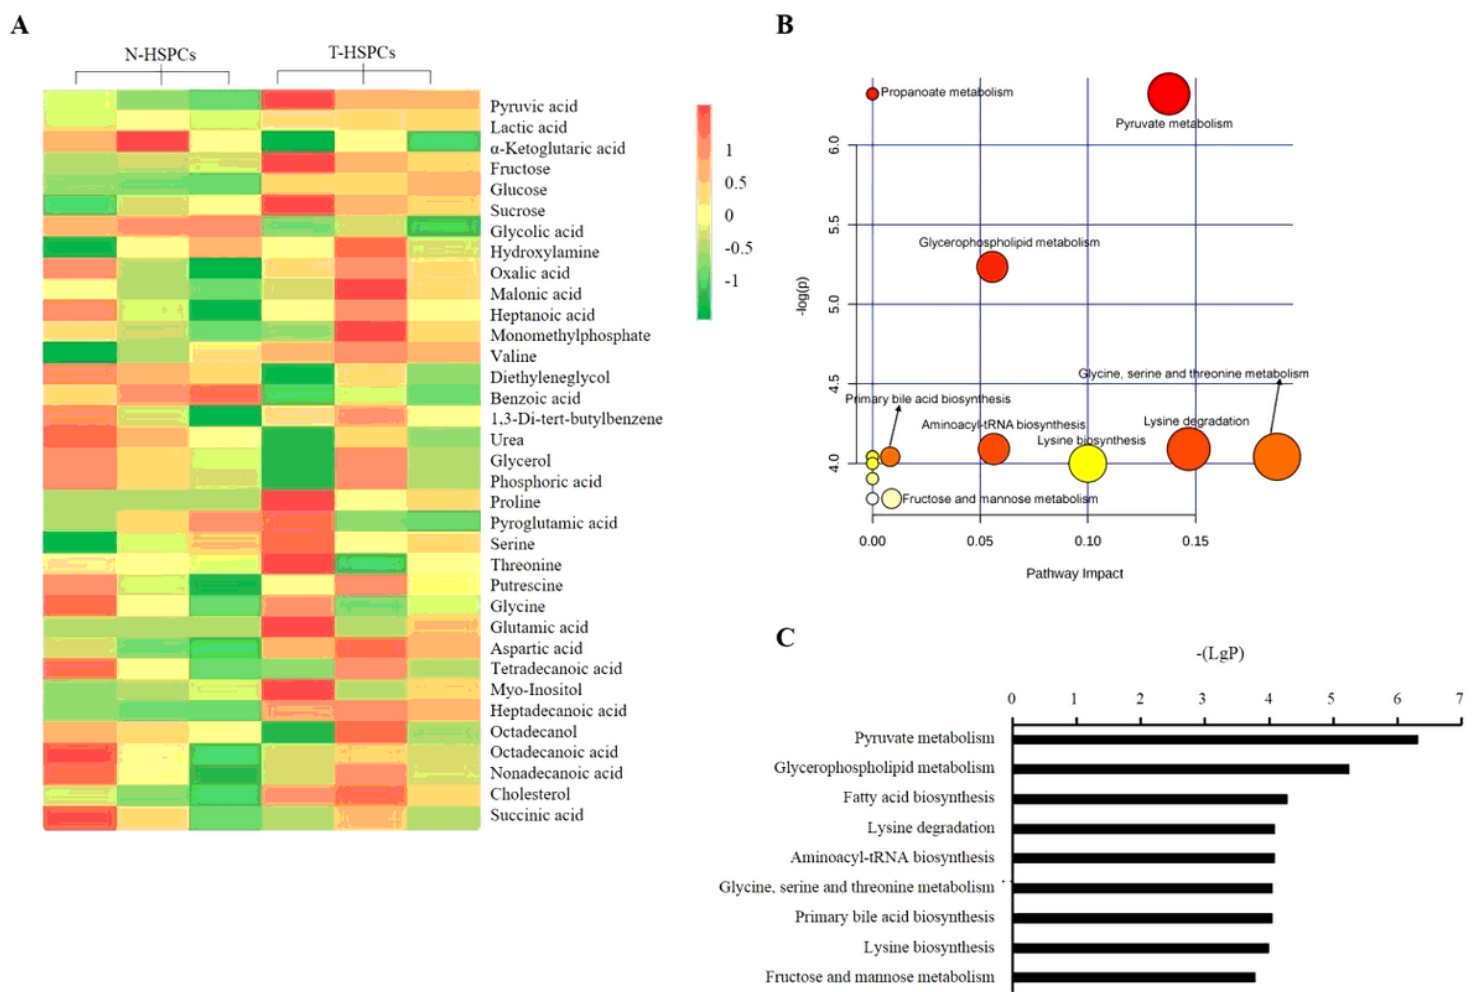 A
N-HSPCs
T-HSPCs
Pyruvic acid
Lactic acid
α-Ketoglutaric acid
Fructose
Glucose
Sucrose
Glycolic acid
Hydroxylamine
Oxalic acid
Malonic acid
Heptanoic acid
Monomethylphosphate
Valine
Diethyleneglycol
Benzoic acid
1,3-Di-tert-butylbenzene
Urea
Glycerol
Phosphoric acid
Proline
Pyroglutamic acid
Serine
Threonine
Putrescine
Glycine
Glutamic acid
Aspartic acid
Tetradecanoic acid
Myo-Inositol
Heptadecanoic acid
Octadecanol
Octadecanoic acid
Nonadecanoic acid
Cholesterol
Succinic acid
1
0.5
0
-0.5
-1
B
Propanoate metabolism
Pyruvate metabolism
Glycerophospholipid metabolism
Glycine, serine and threonine metabolism
Primary bile acid biosynthesis
Aminoacyl-tRNA biosynthesis
Lysine degradation
Lysine biosynthesis
Fructose and mannose metabolism
-log(p)
6.0
5.5
5.0
4.5
4.0
0.00 0.05 0.10 0.15
Pathway Impact
C
-(LgP)
0 1 2 3 4 5 6 7
Pyruvate metabolism
Glycerophospholipid metabolism
Fatty acid biosynthesis
Lysine degradation
Aminoacyl-tRNA biosynthesis
Glycine, serine and threonine metabolism
Primary bile acid biosynthesis
Lysine biosynthesis
Fructose and mannose metabolism